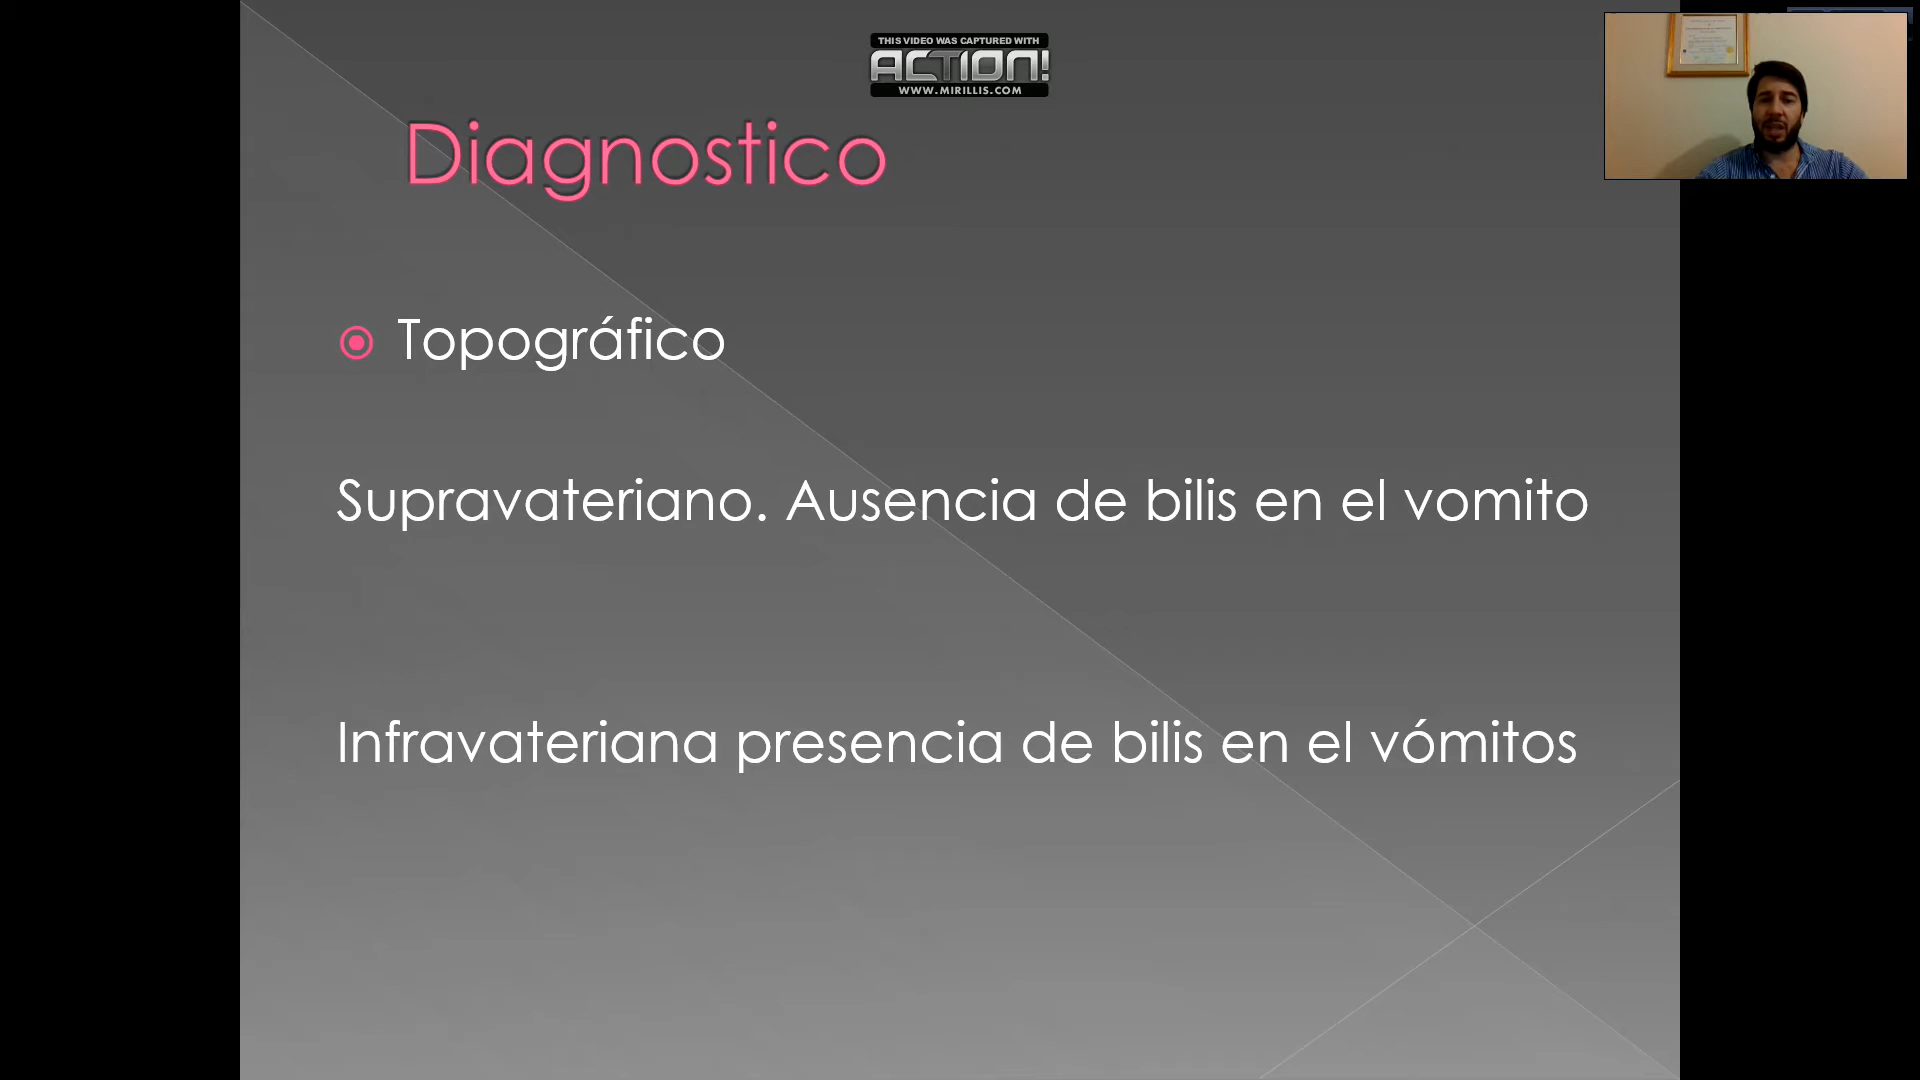 THIS VIDEO WAS CAPTURED WITH
ACTION!
WWW.MIRILLIS.COM
Diagnostico
Topográfico
Supravateriano. Ausencia de bilis en el vomito
Infravateriana presencia de bilis en el vómitos